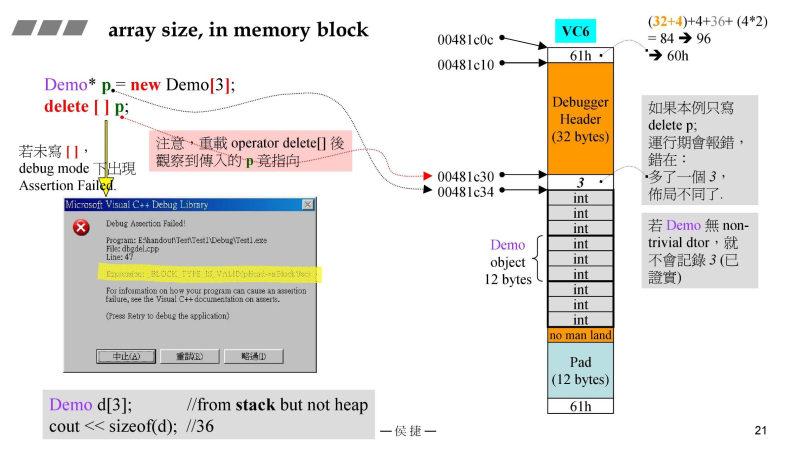 array size, in memory block
Demo* p = new Demo[3];
delete [ ] p;
若未寫 [ ]，
debug mode 下出現
Assertion Failed.
注意，重載 operator delete[] 後
觀察到傳入的 p 竟指向
Microsoft Visual C++ Debug Library
Debug Assertion Failed!
Program: E:\handout\Test\Test1\Debug\Test1.exe
File: dbgdel.cpp
Line: 47
For information on how your program can cause an assertion
failure, see the Visual C++ documentation on asserts.
(Press Retry to debug the application)
中止(A)
重試(R)
略過(I)
Demo d[3]; //from stack but not heap
cout << sizeof(d); //36
VC6
00481c0c
00481c10
00481c30
00481c34
61h
Debugger
Header
(32 bytes)
3
int
int
int
int
int
int
int
int
int
no man land
Pad
(12 bytes)
61h
Demo
object
12 bytes
(32+4)+4+36+ (4*2)
= 84 ➔ 96
➔ 60h
如果本例只寫
delete p;
運行期會報錯，
錯在：
多了一個 3，
佈局不同了.
若 Demo 無 non-
trivial dtor，就
不會記錄 3 (已
證實)
—侯捷—
21